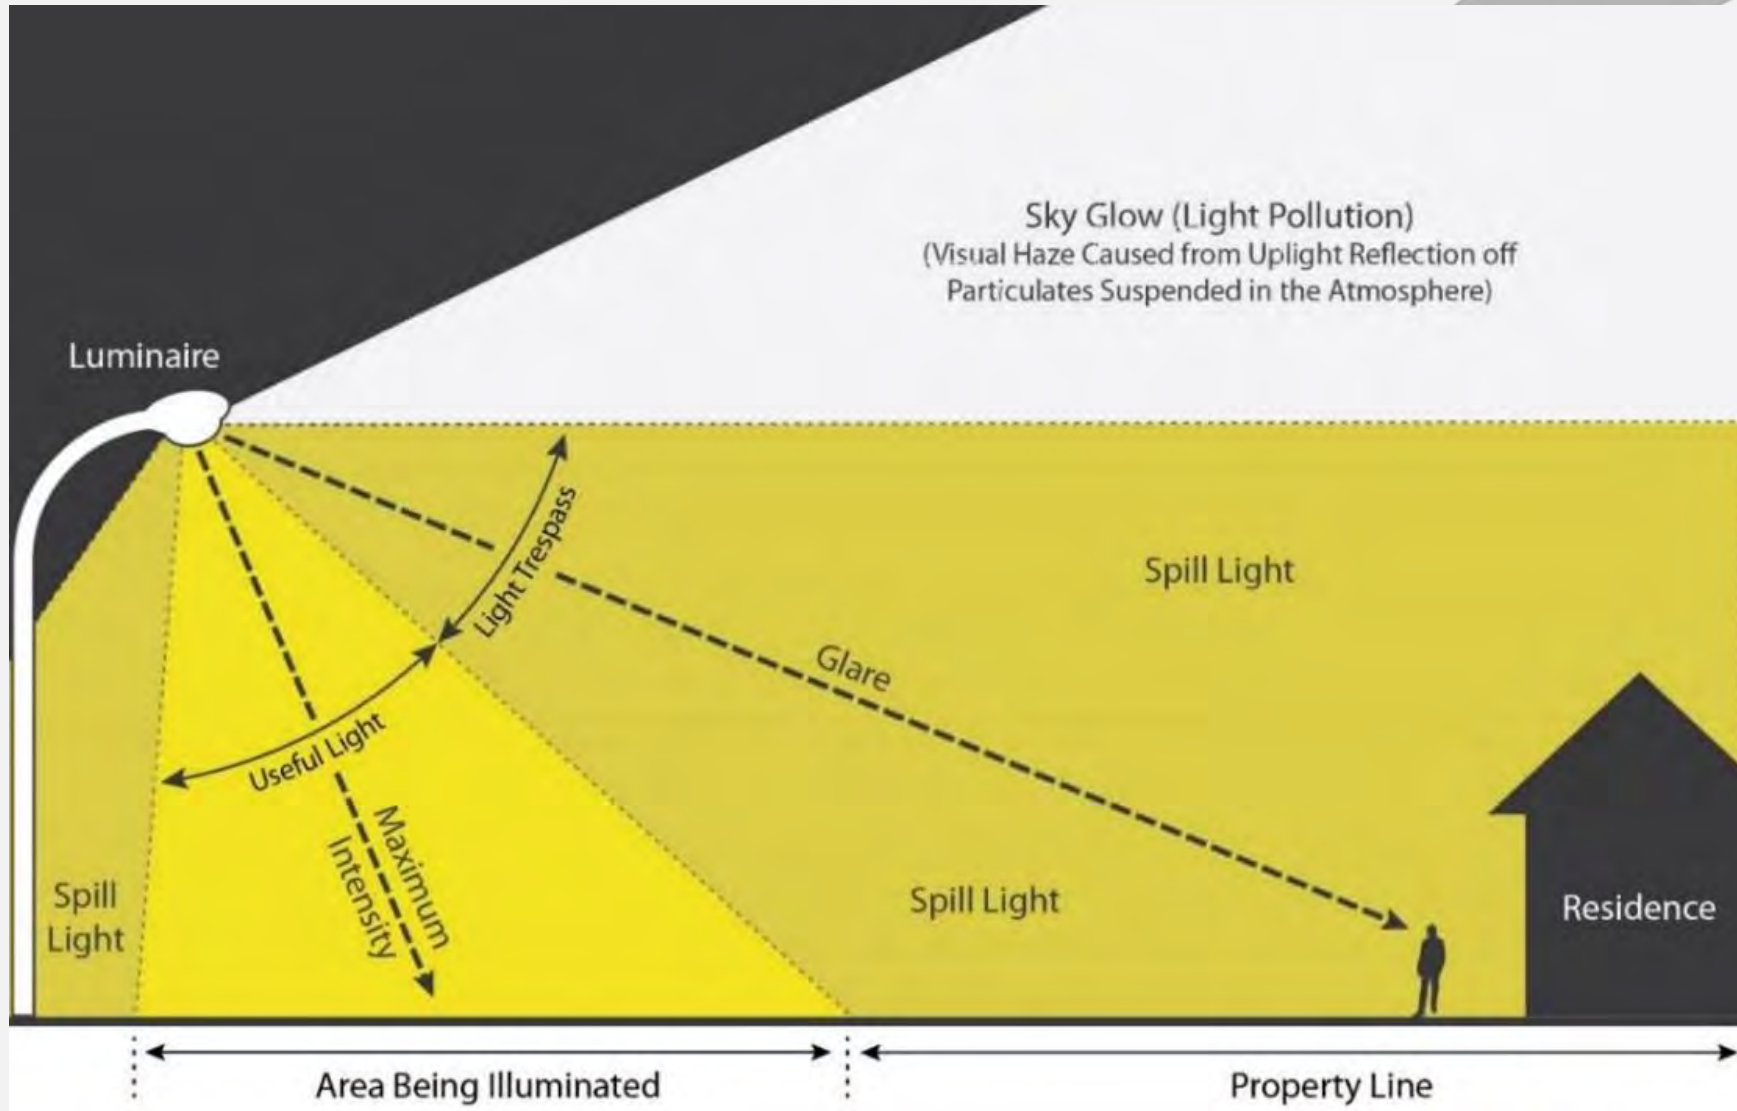 Sky Glow (Light Pollution)
(Visual Haze Caused from Uplight Reflection off
Particulates Suspended in the Atmosphere)
Luminaire
Light Trespass
Spill Light
Glare
Useful Light
Maximum
Intensity
Spill
Light
Spill Light
Residence
Area Being Illuminated
Property Line